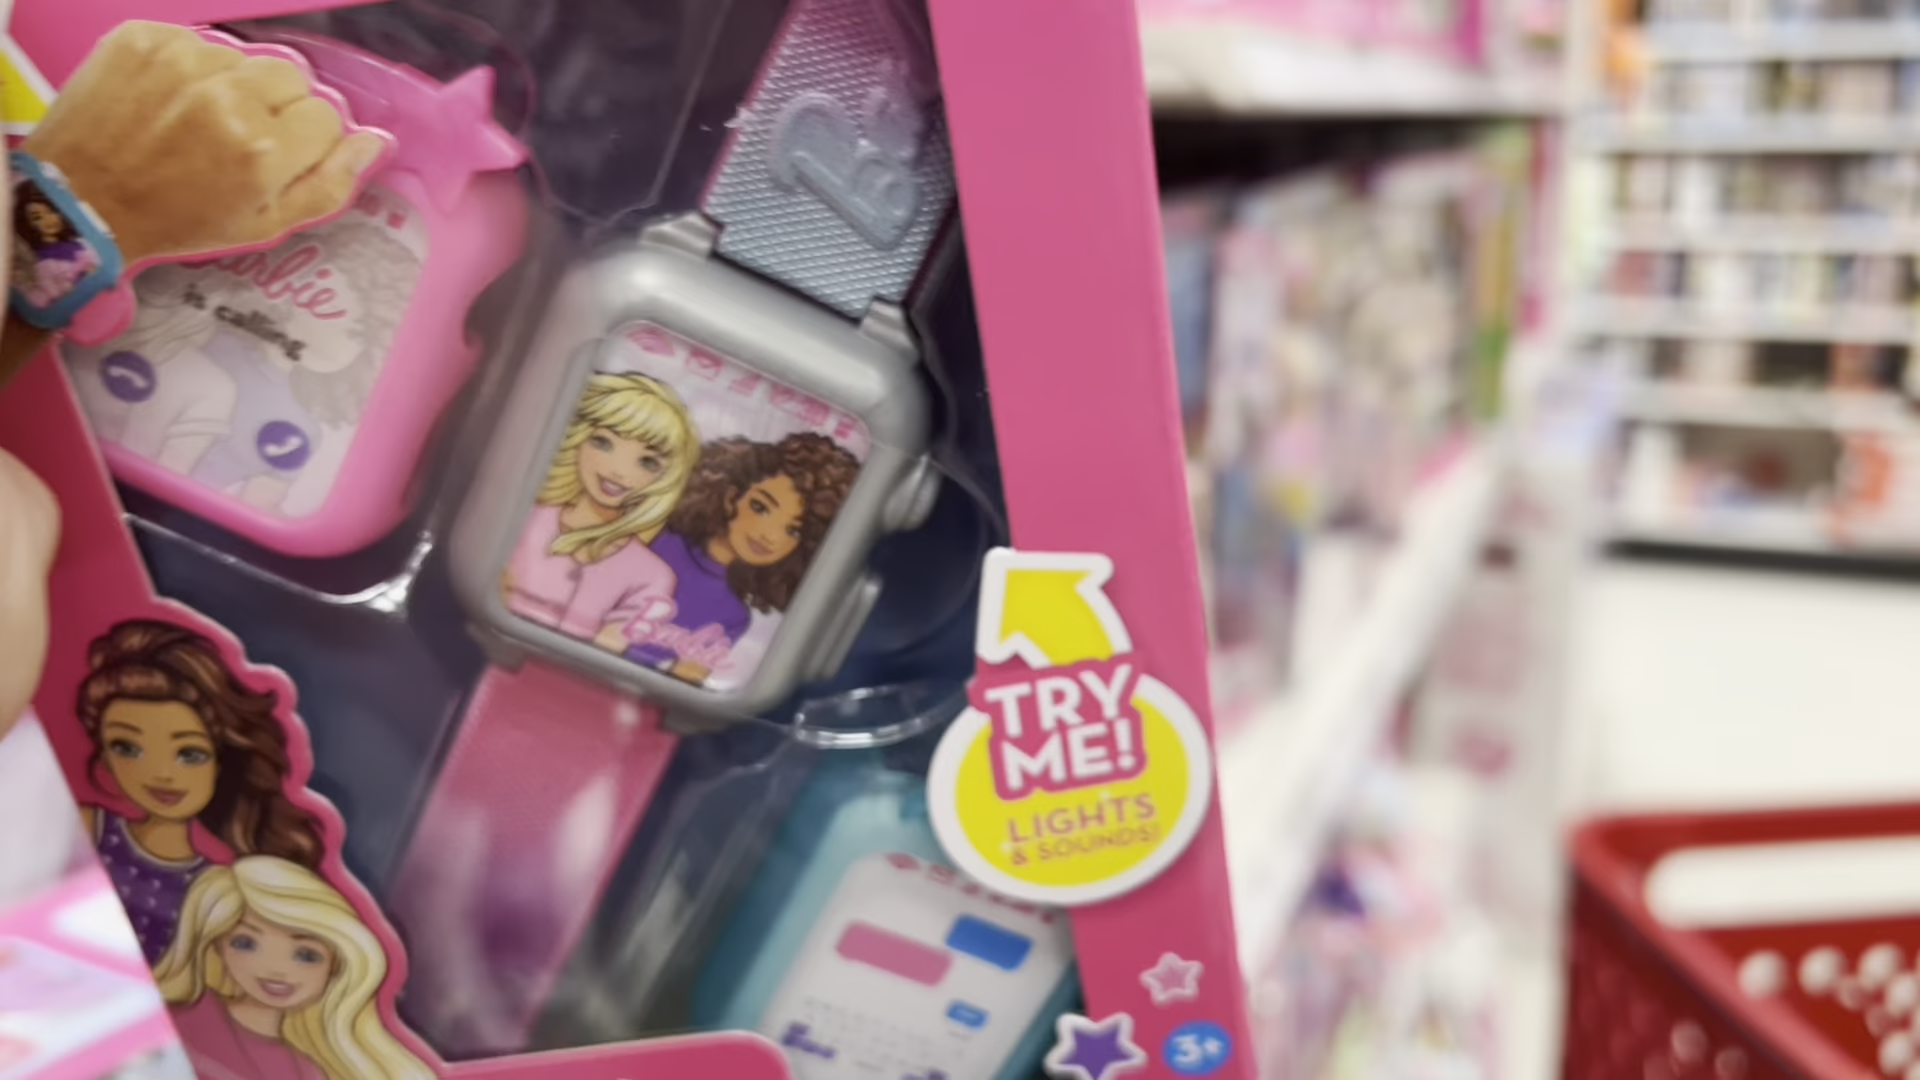 Barbie
is calling
B
Barbie
TRY
ME!
LIGHTS
& SOUNDS!
3+